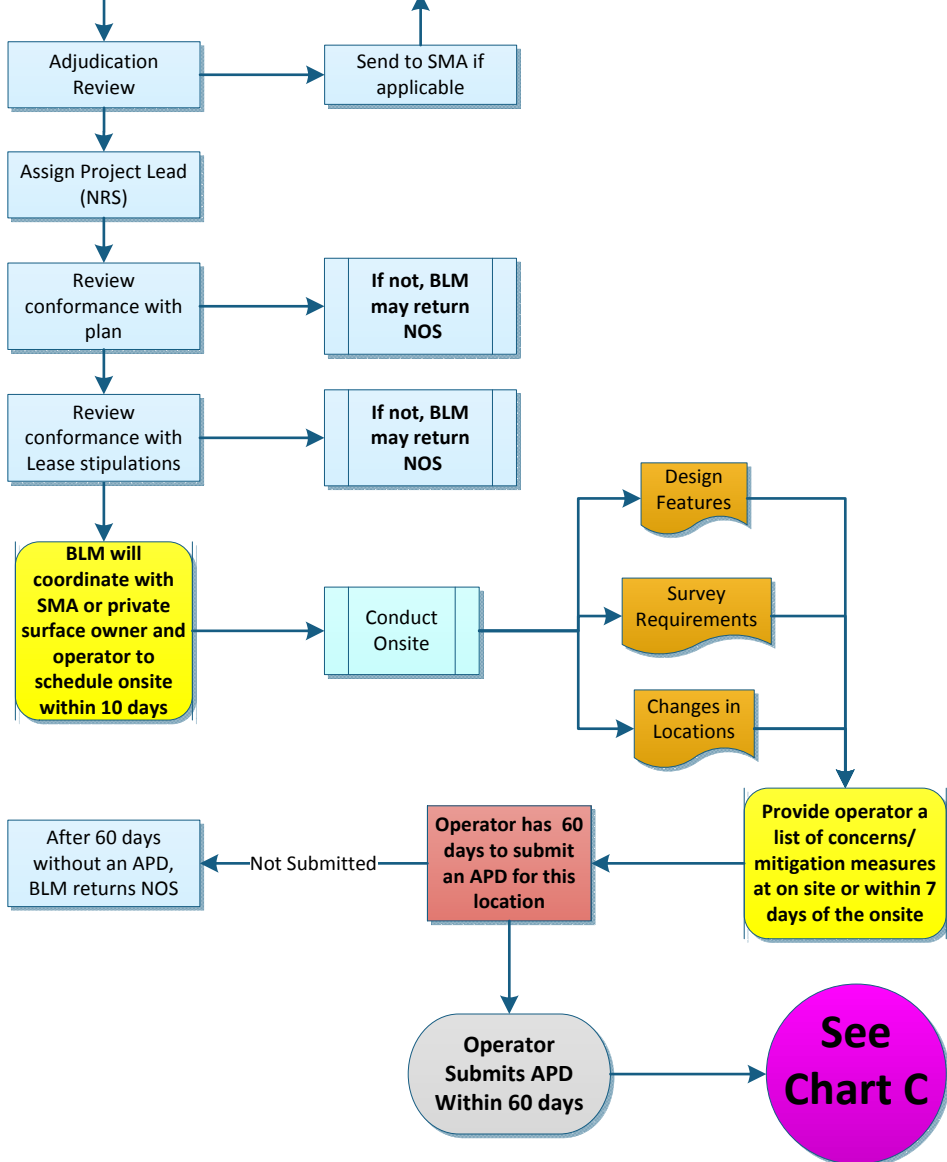 Adjudication
Review
Send to SMA if
applicable
Assign Project Lead
(NRS)
Review
conformance with
plan
If not, BLM
may return
NOS
Review
conformance with
Lease stipulations
If not, BLM
may return
NOS
BLM will
coordinate with
SMA or private
surface owner and
operator to
schedule onsite
within 10 days
Conduct
Onsite
Design
Features
Survey
Requirements
Changes in
Locations
Provide operator a
list of concerns/
mitigation measures
at on site or within 7
days of the onsite
Operator has 60
days to submit
an APD for this
location
Not Submitted
After 60 days
without an APD,
BLM returns NOS
Operator
Submits APD
Within 60 days
See
Chart C